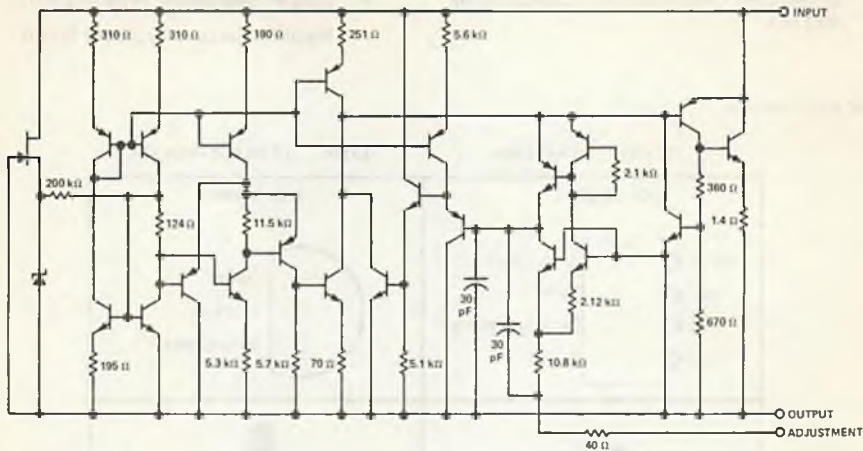 INPUT
310 Ω
310 Ω
190 Ω
251 Ω
5.6 kΩ
2.1 kΩ
200 kΩ
360 Ω
124 Ω
11.5 kΩ
1.4 Ω
30
pF
2.12 kΩ
30
pF
195 Ω
5.3 kΩ
5.7 kΩ
70 Ω
5.1 kΩ
10.8 kΩ
670 Ω
OUTPUT
ADJUSTMENT
40 Ω